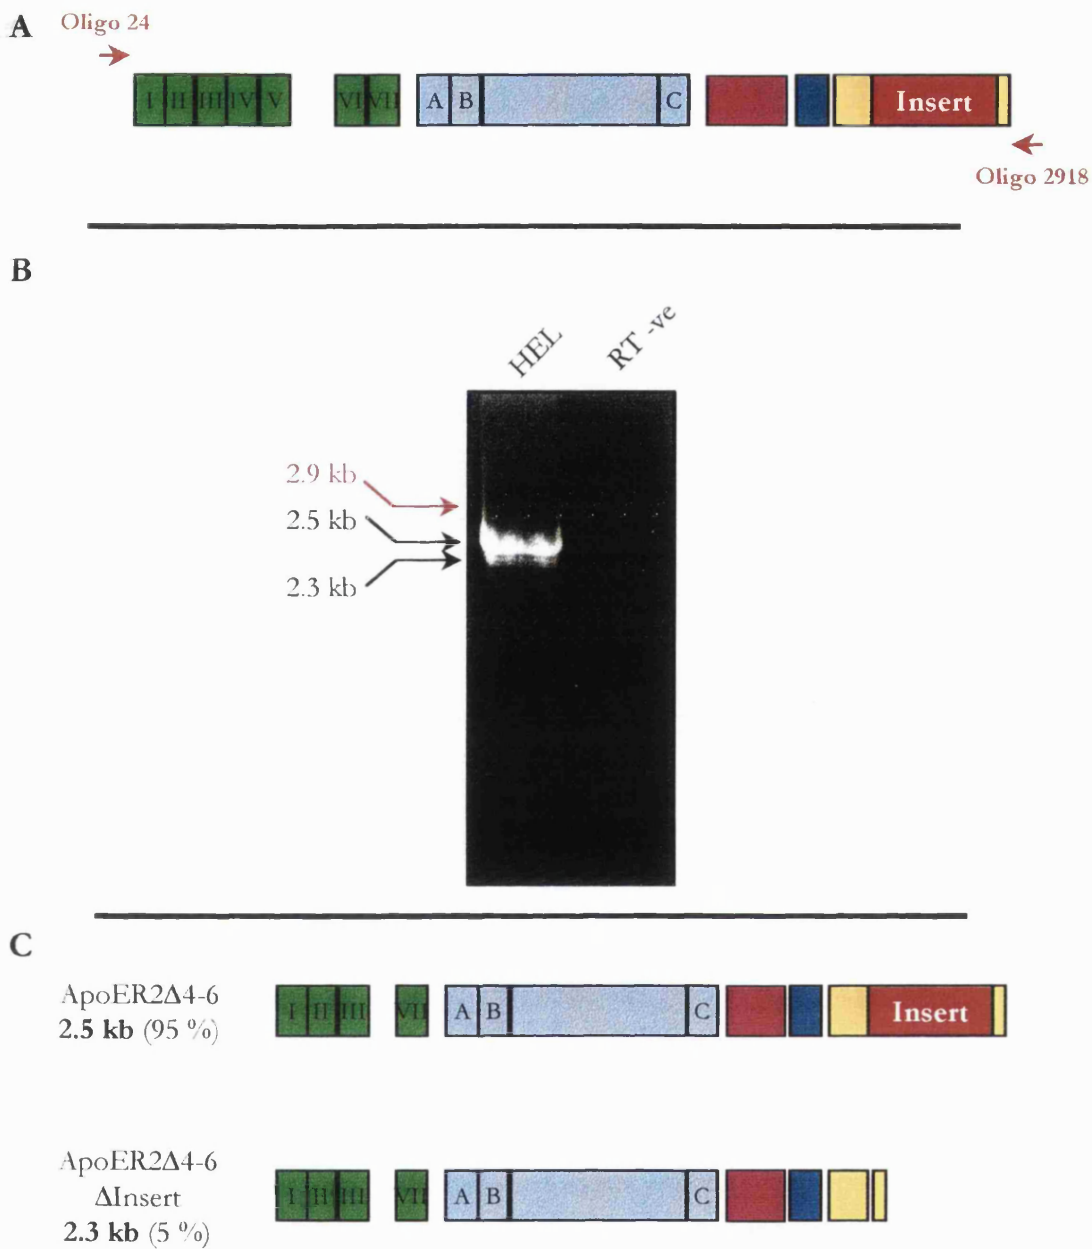 A
Oligo 24
I II III IV V VI VII A B C Insert
Oligo 2918
B
HEL RT -ve
2.9 kb
2.5 kb
2.3 kb
C
ApoER2Δ4-6
2.5 kb (95 %)
I II III VII A B C Insert
ApoER2Δ4-6
ΔInsert
2.3 kb (5 %)
I II III VII A B C